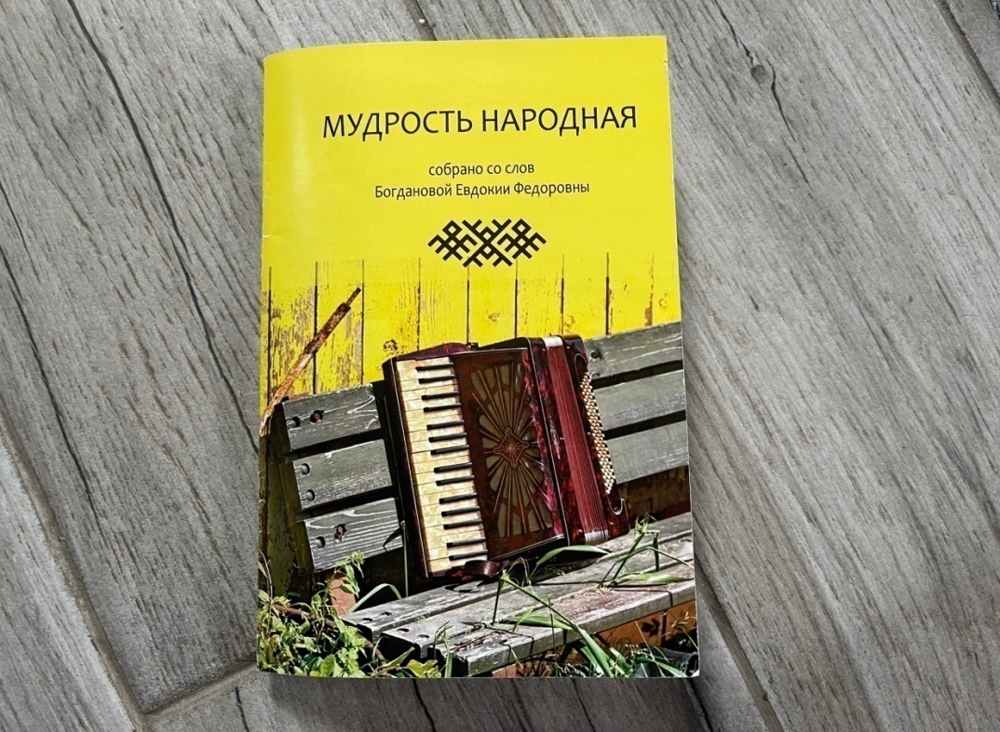 МУДРОСТЬ НАРОДНАЯ
собрано со слов
Богдановой Евдокии Федоровны